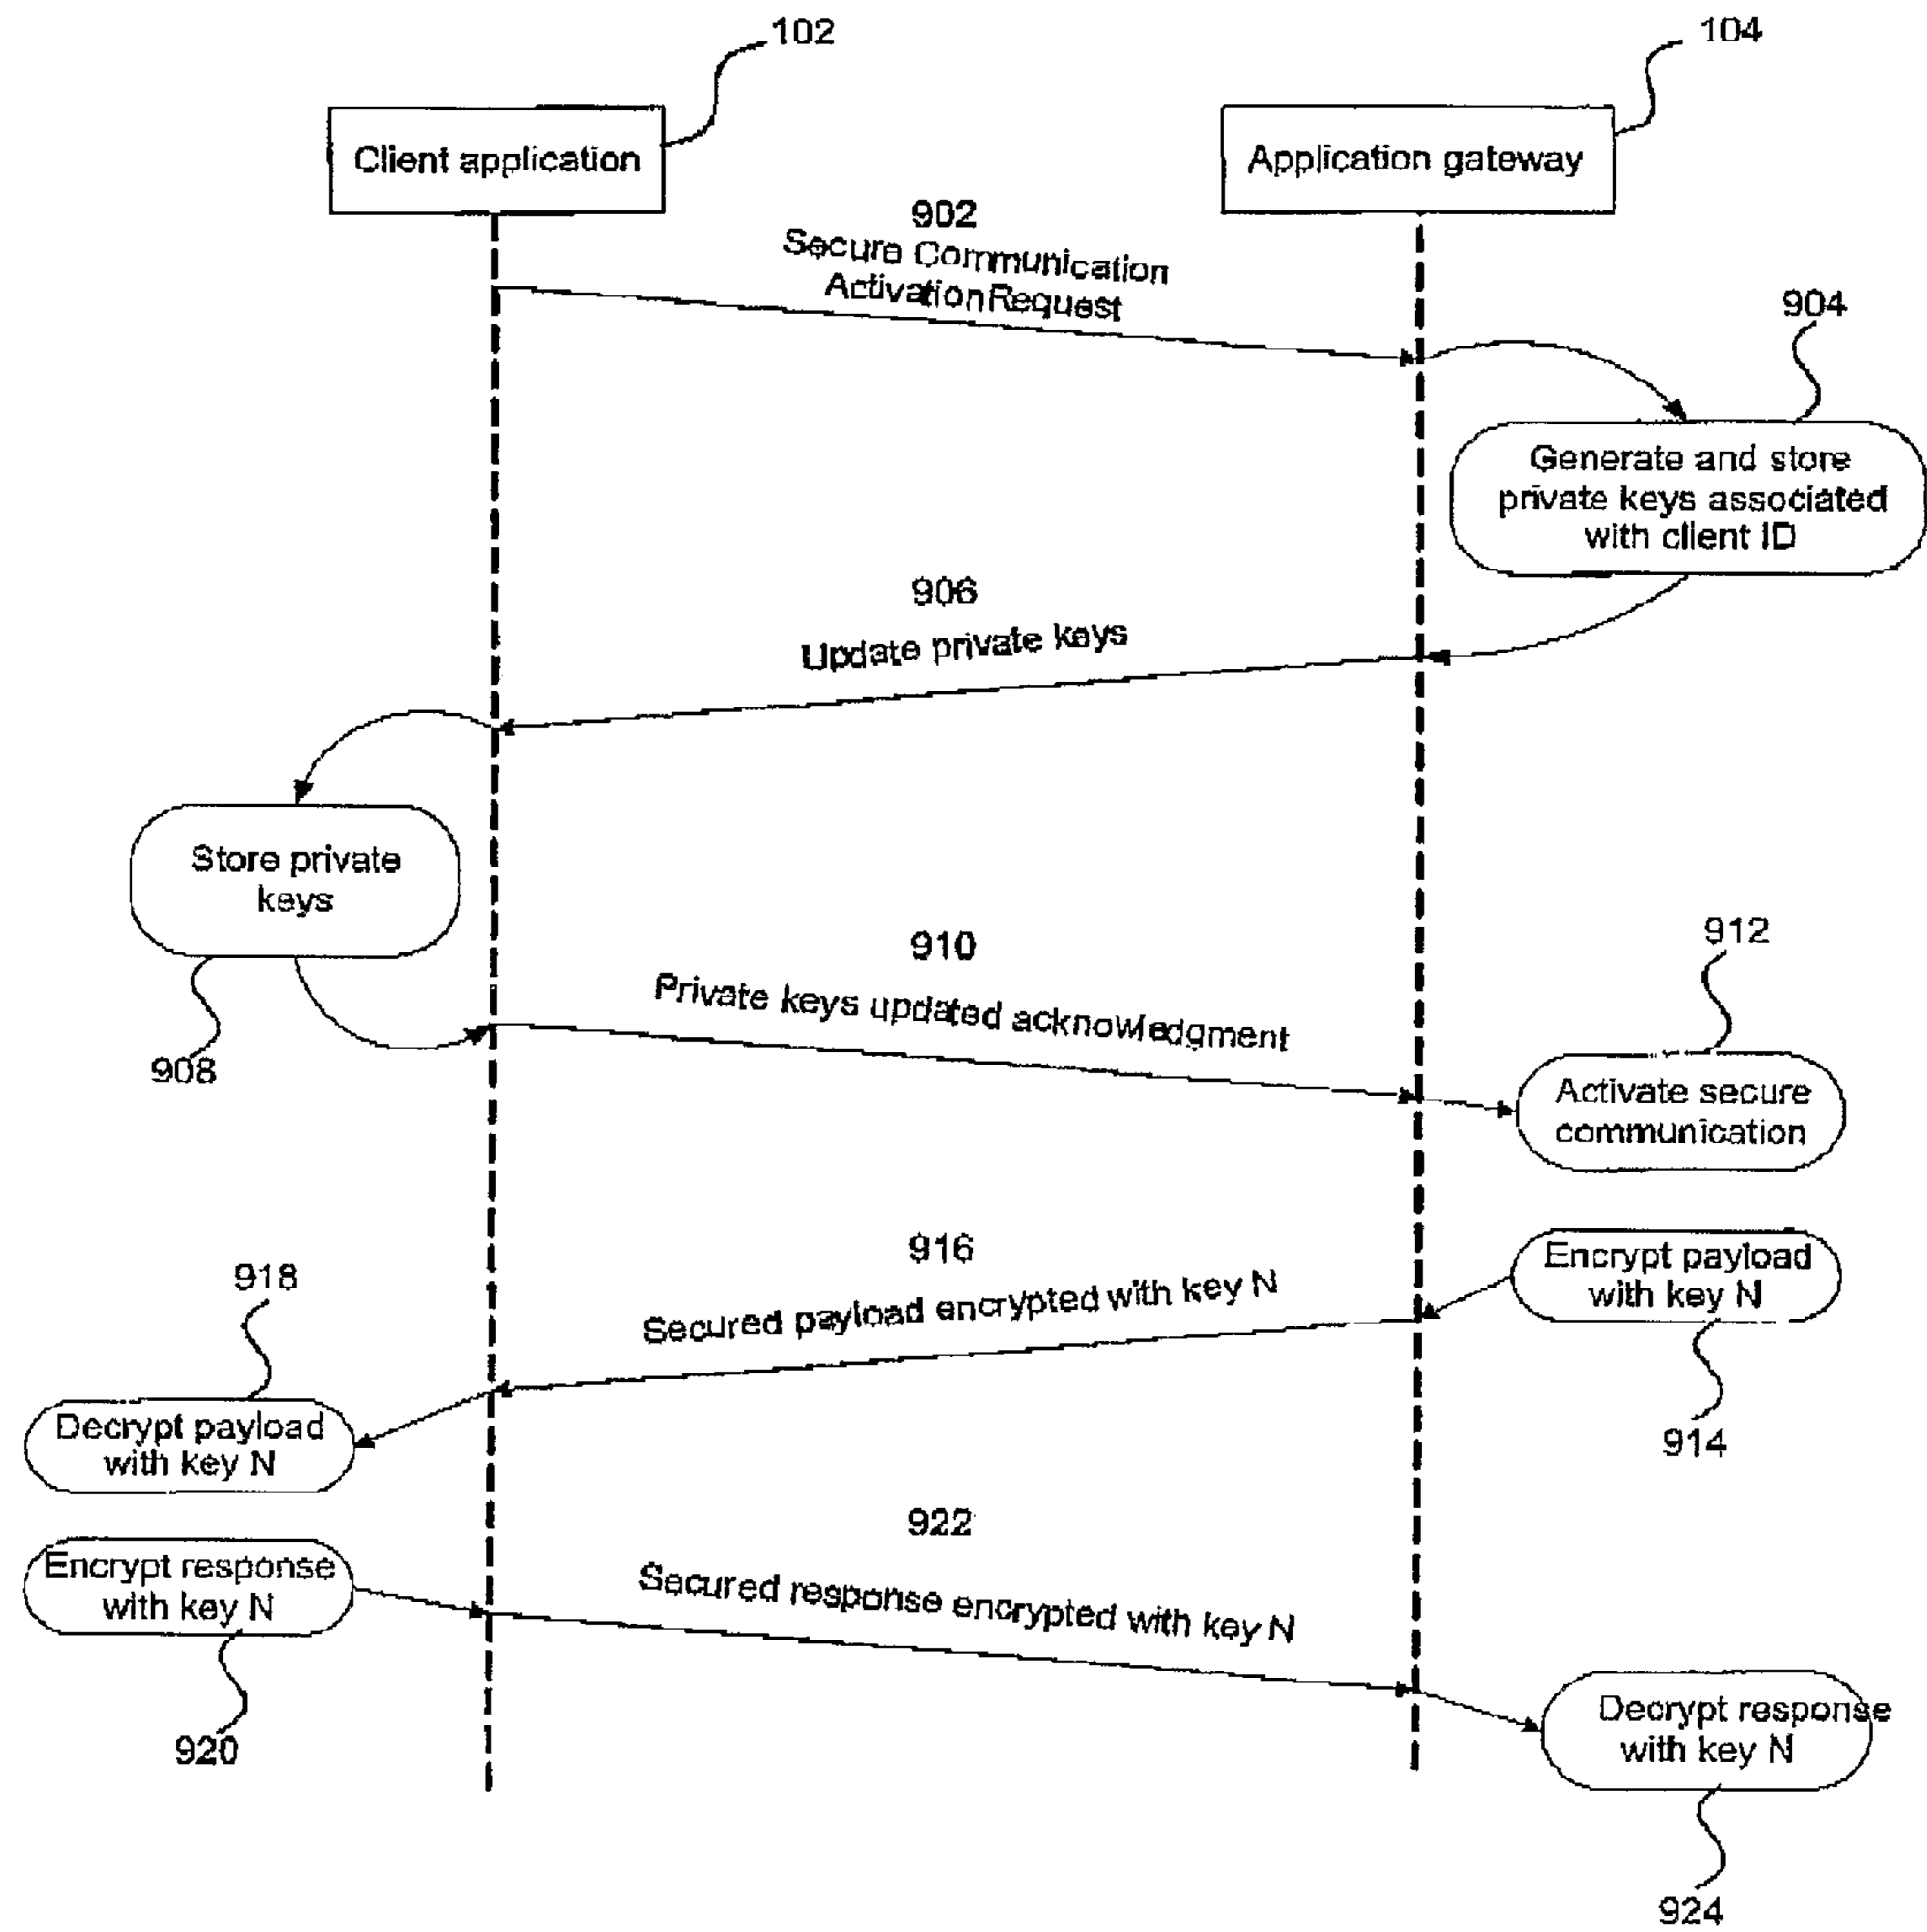 102
104
Client application
Application gateway
902
Secure Communication
Activation Request
904
Generate and store
private keys associated
with client ID
906
Update private keys
Store private
keys
908
910
Private keys updated acknowledgment
912
Activate secure
communication
916
Secured payload encrypted with key N
Encrypt payload
with key N
914
918
Decrypt payload
with key N
922
Secured response encrypted with key N
Encrypt response
with key N
920
Decrypt response
with key N
924